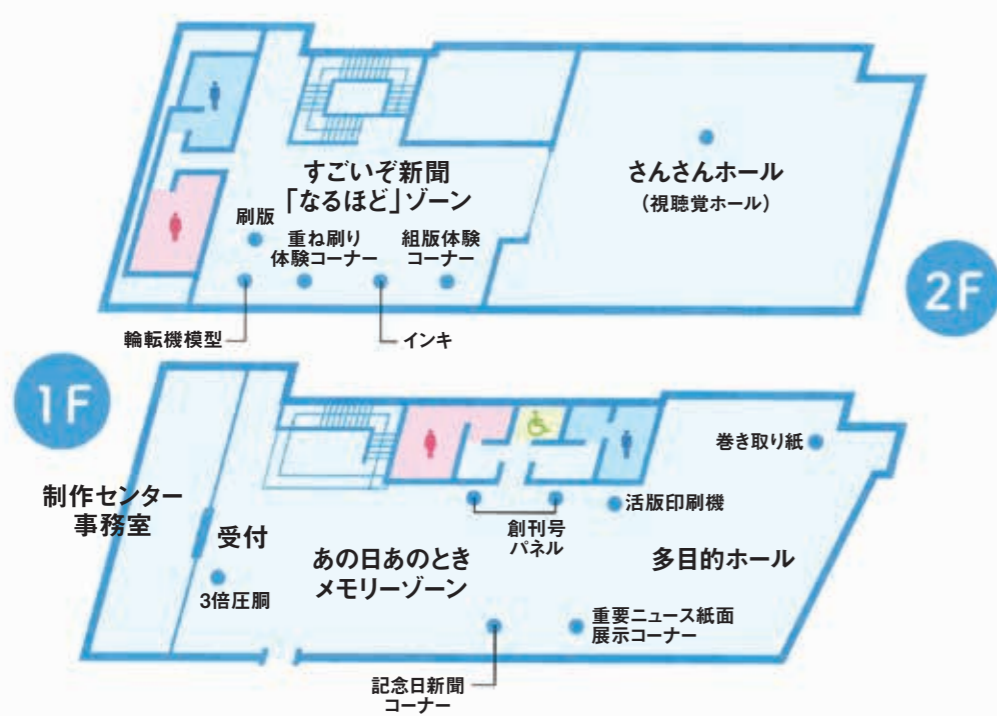 すごいぞ新聞
「なるほど」ゾーン
さんさんホール
（視聴覚ホール）
刷版
重ね刷り
体験コーナー
組版体験
コーナー
輪転機模型
インキ
2F
1F
制作センター
事務室
受付
3倍圧胴
あの日あのとき
メモリーゾーン
創刊号
パネル
活版印刷機
巻き取り紙
多目的ホール
重要ニュース紙面
展示コーナー
記念日新聞
コーナー